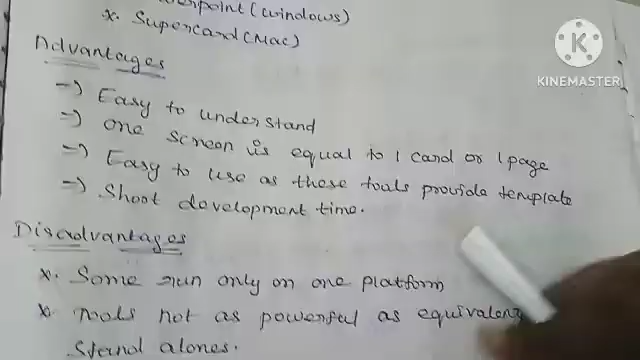 erpoint (windows)
x. Supercard (Mac)
Advantages
-) Easy to understand
-) one screen is equal to 1 card or 1 page
-) Easy to use as these tools provide template
-) Short development time.
Disadvantages
x. Some run only on one platform
x. Tools not as powerful as equivalent
Stand alones.
K
KINEMASTER